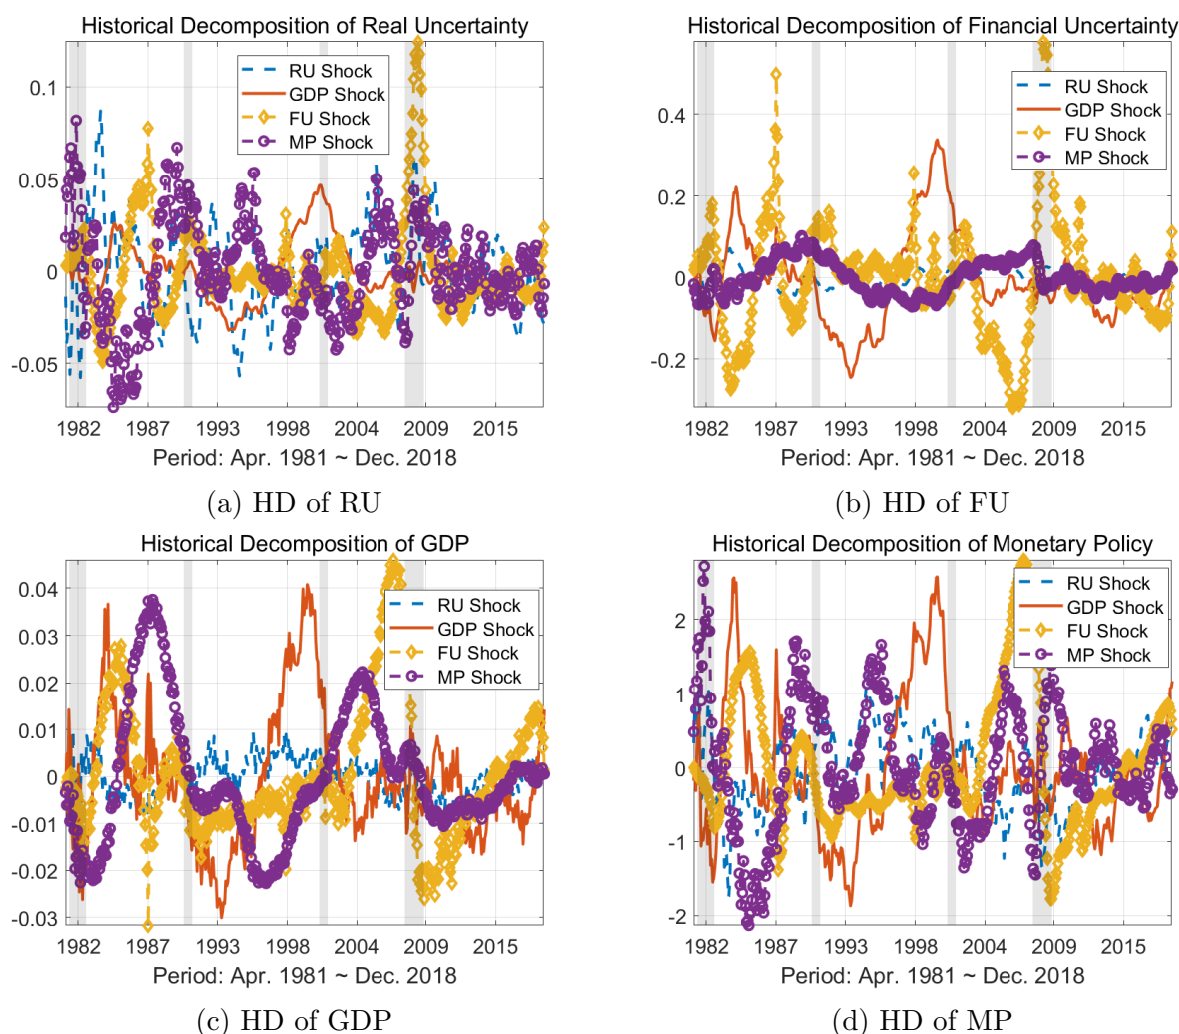 Historical Decomposition of Real Uncertainty
0.1
0.05
0
-0.05
RU Shock
GDP Shock
FU Shock
MP Shock
1982 1987 1993 1998 2004 2009 2015
Period: Apr. 1981 ~ Dec. 2018
(a) HD of RU
Historical Decomposition of Financial Uncertainty
0.4
0.2
0
-0.2
RU Shock
GDP Shock
FU Shock
MP Shock
1982 1987 1993 1998 2004 2009 2015
Period: Apr. 1981 ~ Dec. 2018
(b) HD of FU
Historical Decomposition of GDP
0.04
0.03
0.02
0.01
0
-0.01
-0.02
-0.03
RU Shock
GDP Shock
FU Shock
MP Shock
1982 1987 1993 1998 2004 2009 2015
Period: Apr. 1981 ~ Dec. 2018
(c) HD of GDP
Historical Decomposition of Monetary Policy
2
1
0
-1
-2
RU Shock
GDP Shock
FU Shock
MP Shock
1982 1987 1993 1998 2004 2009 2015
Period: Apr. 1981 ~ Dec. 2018
(d) HD of MP